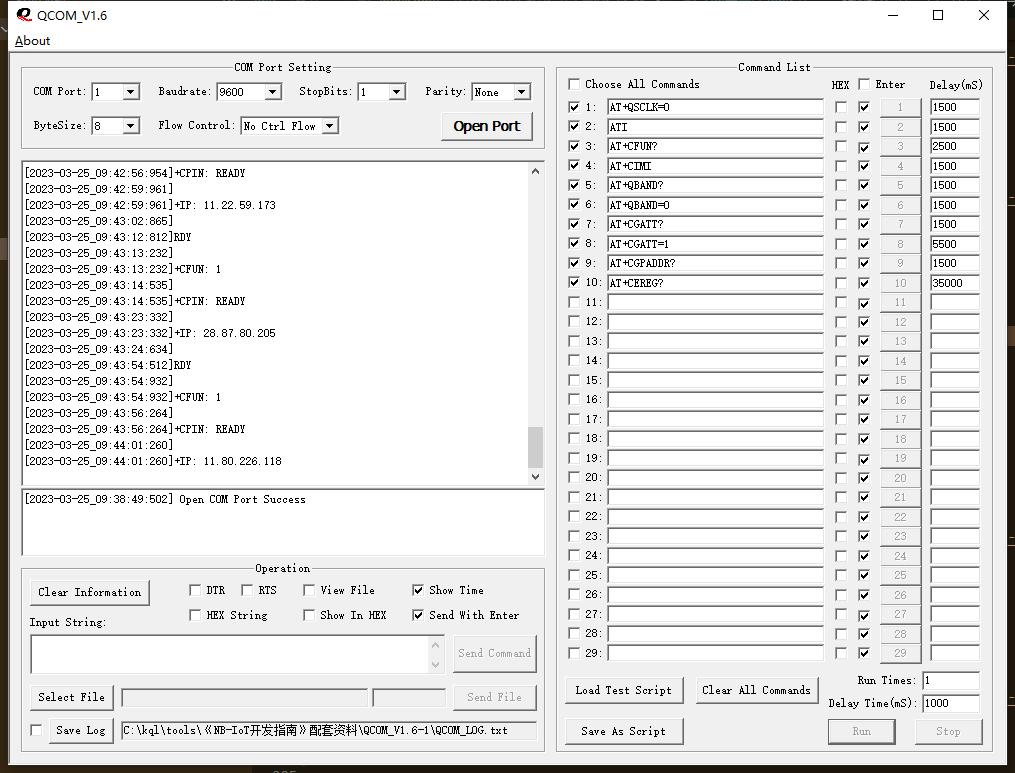 QCOM_V1.6
About
COM Port Setting
COM Port: 1 Baudrate: 9600 StopBits: 1 Parity: None
ByteSize: 8 Flow Control: No Ctrl Flow Open Port
[2023-03-25_09:42:56:954]+CPIN: READY
[2023-03-25_09:42:59:961]
[2023-03-25_09:42:59:961]+IP: 11.22.59.173
[2023-03-25_09:43:02:865]
[2023-03-25_09:43:12:812]RDY
[2023-03-25_09:43:13:232]
[2023-03-25_09:43:13:232]+CFUN: 1
[2023-03-25_09:43:14:535]
[2023-03-25_09:43:14:535]+CPIN: READY
[2023-03-25_09:43:23:332]
[2023-03-25_09:43:23:332]+IP: 28.87.80.205
[2023-03-25_09:43:24:634]
[2023-03-25_09:43:54:512]RDY
[2023-03-25_09:43:54:932]
[2023-03-25_09:43:54:932]+CFUN: 1
[2023-03-25_09:43:56:264]
[2023-03-25_09:43:56:264]+CPIN: READY
[2023-03-25_09:44:01:260]
[2023-03-25_09:44:01:260]+IP: 11.80.226.118
[2023-03-25_09:38:49:502] Open COM Port Success
Operation
Clear Information DTR RTS View File Show Time
HEX String Show In HEX Send With Enter
Input String:
Send Command
Select File Send File
Save Log C:\kql\tools\《NB-IoT开发指南》配套资料\QCOM_V1.6-1\QCOM_LOG.txt
Command List
Choose All Commands HEX Enter Delay(mS)
1: AT+QSCLK=0 1 1500
2: ATI 2 1500
3: AT+CFUN? 3 2500
4: AT+CIMI 4 1500
5: AT+QBAND? 5 1500
6: AT+QBAND=0 6 1500
7: AT+CGATT? 7 1500
8: AT+CGATT=1 8 5500
9: AT+CGPADDR? 9 1500
10: AT+CEREG? 10 35000
11: 11
12: 12
13: 13
14: 14
15: 15
16: 16
17: 17
18: 18
19: 19
20: 20
21: 21
22: 22
23: 23
24: 24
25: 25
26: 26
27: 27
28: 28
29: 29
Load Test Script Clear All Commands Run Times: 1
Delay Time(mS): 1000
Save As Script Run Stop